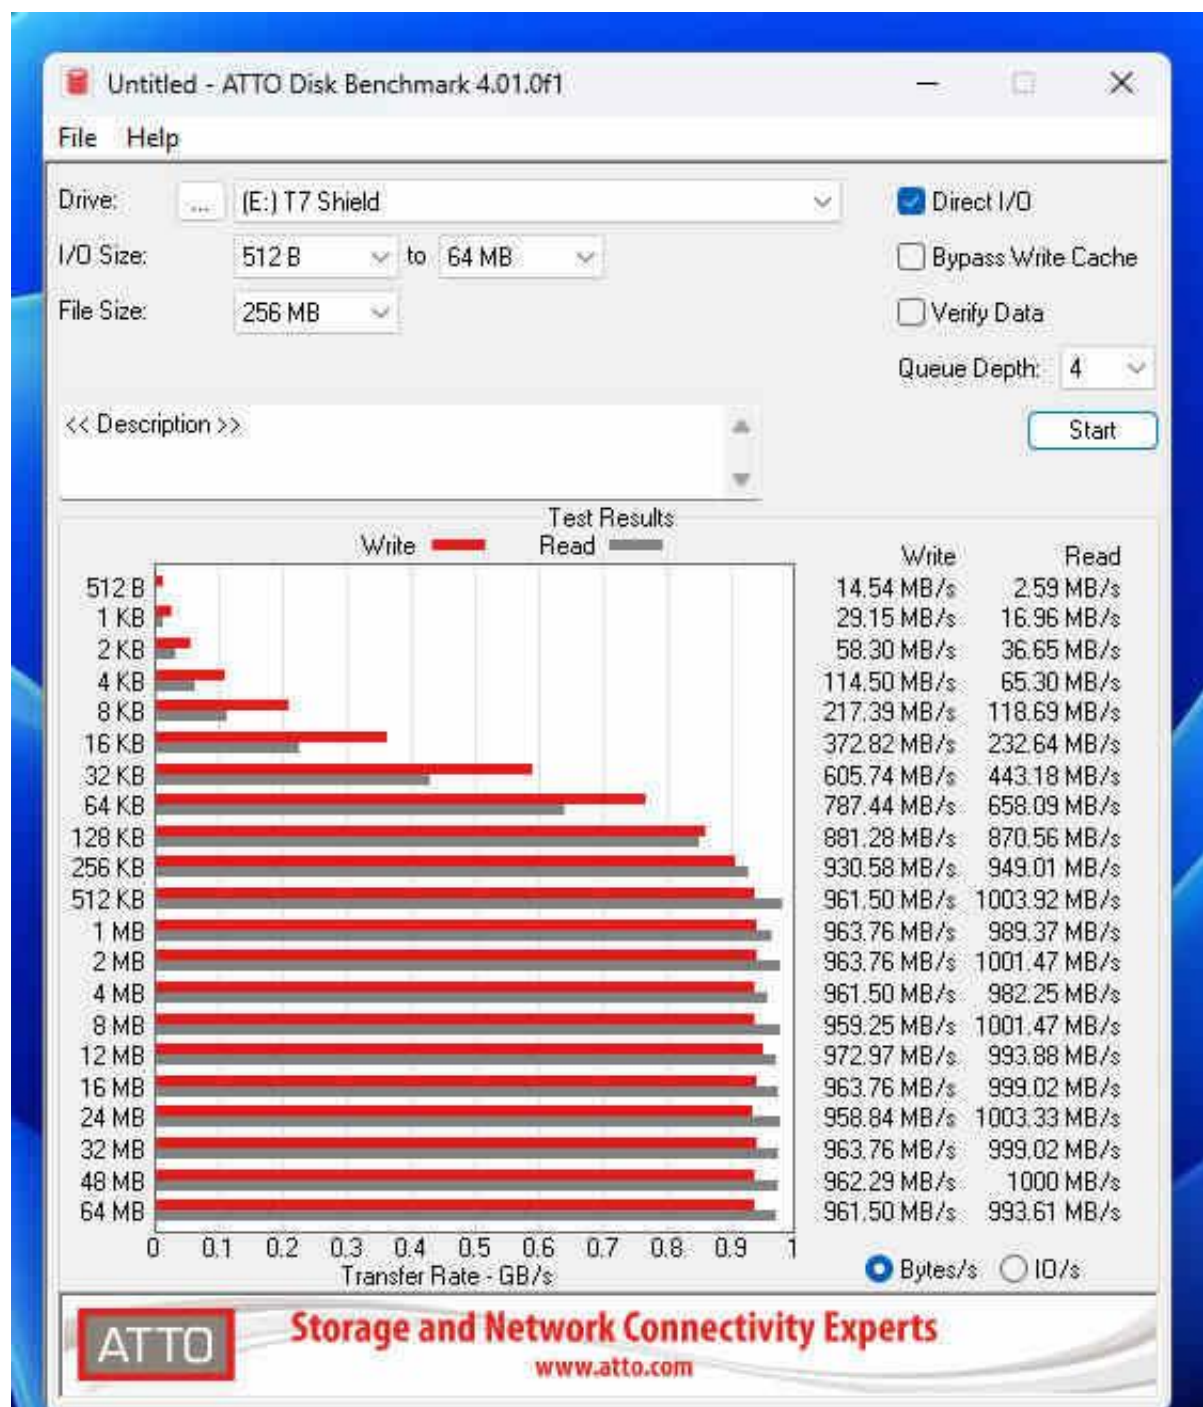 Untitled - ATTO Disk Benchmark 4.01.0f1
File Help
Drive: ... (E:) T7 Shield Direct I/O
I/O Size: 512 B to 64 MB Bypass Write Cache
File Size: 256 MB Verify Data
Queue Depth: 4
<< Description >> Start
Test Results
Write Read Write Read
512 B 14.54 MB/s 2.59 MB/s
1 KB 29.15 MB/s 16.96 MB/s
2 KB 58.30 MB/s 36.65 MB/s
4 KB 114.50 MB/s 65.30 MB/s
8 KB 217.39 MB/s 118.69 MB/s
16 KB 372.82 MB/s 232.64 MB/s
32 KB 605.74 MB/s 443.18 MB/s
64 KB 787.44 MB/s 658.09 MB/s
128 KB 881.28 MB/s 870.56 MB/s
256 KB 930.58 MB/s 949.01 MB/s
512 KB 961.50 MB/s 1003.92 MB/s
1 MB 963.76 MB/s 989.37 MB/s
2 MB 963.76 MB/s 1001.47 MB/s
4 MB 961.50 MB/s 982.25 MB/s
8 MB 959.25 MB/s 1001.47 MB/s
12 MB 972.97 MB/s 993.88 MB/s
16 MB 963.76 MB/s 999.02 MB/s
24 MB 958.84 MB/s 1003.33 MB/s
32 MB 963.76 MB/s 999.02 MB/s
48 MB 962.29 MB/s 1000 MB/s
64 MB 961.50 MB/s 993.61 MB/s
0 0.1 0.2 0.3 0.4 0.5 0.6 0.7 0.8 0.9 1
Transfer Rate - GB/s Bytes/s IO/s
ATTO Storage and Network Connectivity Experts
www.atto.com